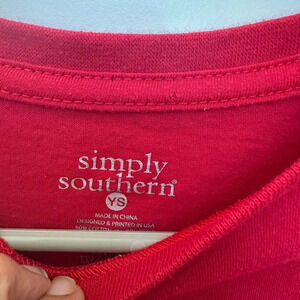 simply
southern®
YS
MADE IN CHINA
DESIGNED & PRINTED IN USA